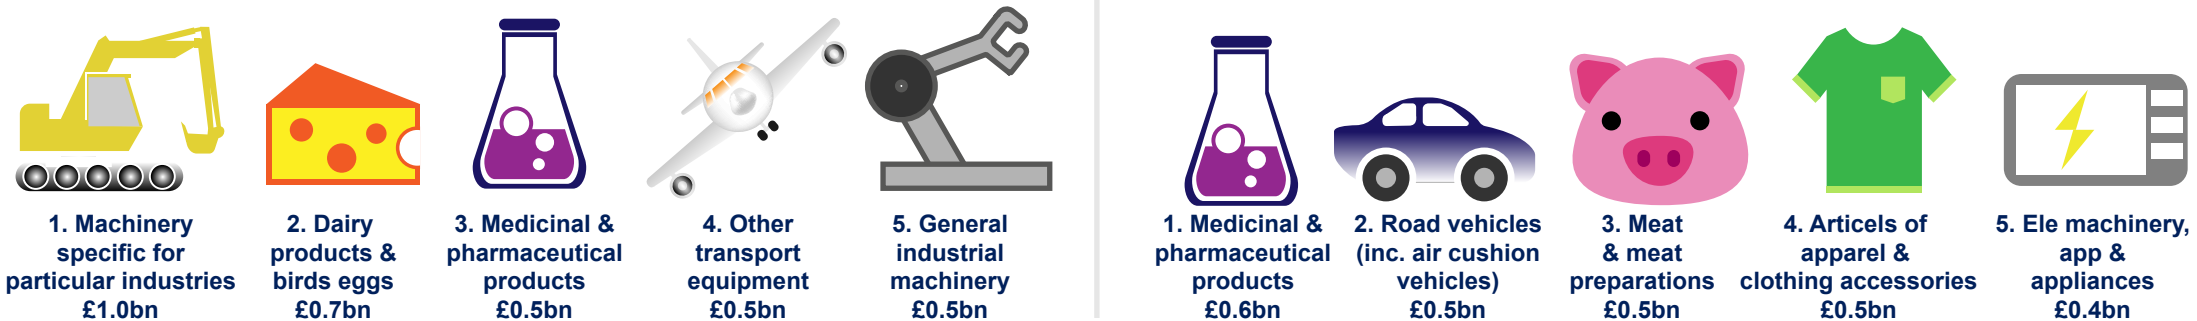 1. Machinery
specific for
particular industries
£1.0bn
2. Dairy
products &
birds eggs
£0.7bn
3. Medicinal &
pharmaceutical
products
£0.5bn
4. Other
transport
equipment
£0.5bn
5. General
industrial
machinery
£0.5bn
1. Medicinal &
pharmaceutical
products
£0.6bn
2. Road vehicles
(inc. air cushion
vehicles)
£0.5bn
3. Meat
& meat
preparations
£0.5bn
4. Articels of
apparel &
clothing accessories
£0.5bn
5. Ele machinery,
app &
appliances
£0.4bn